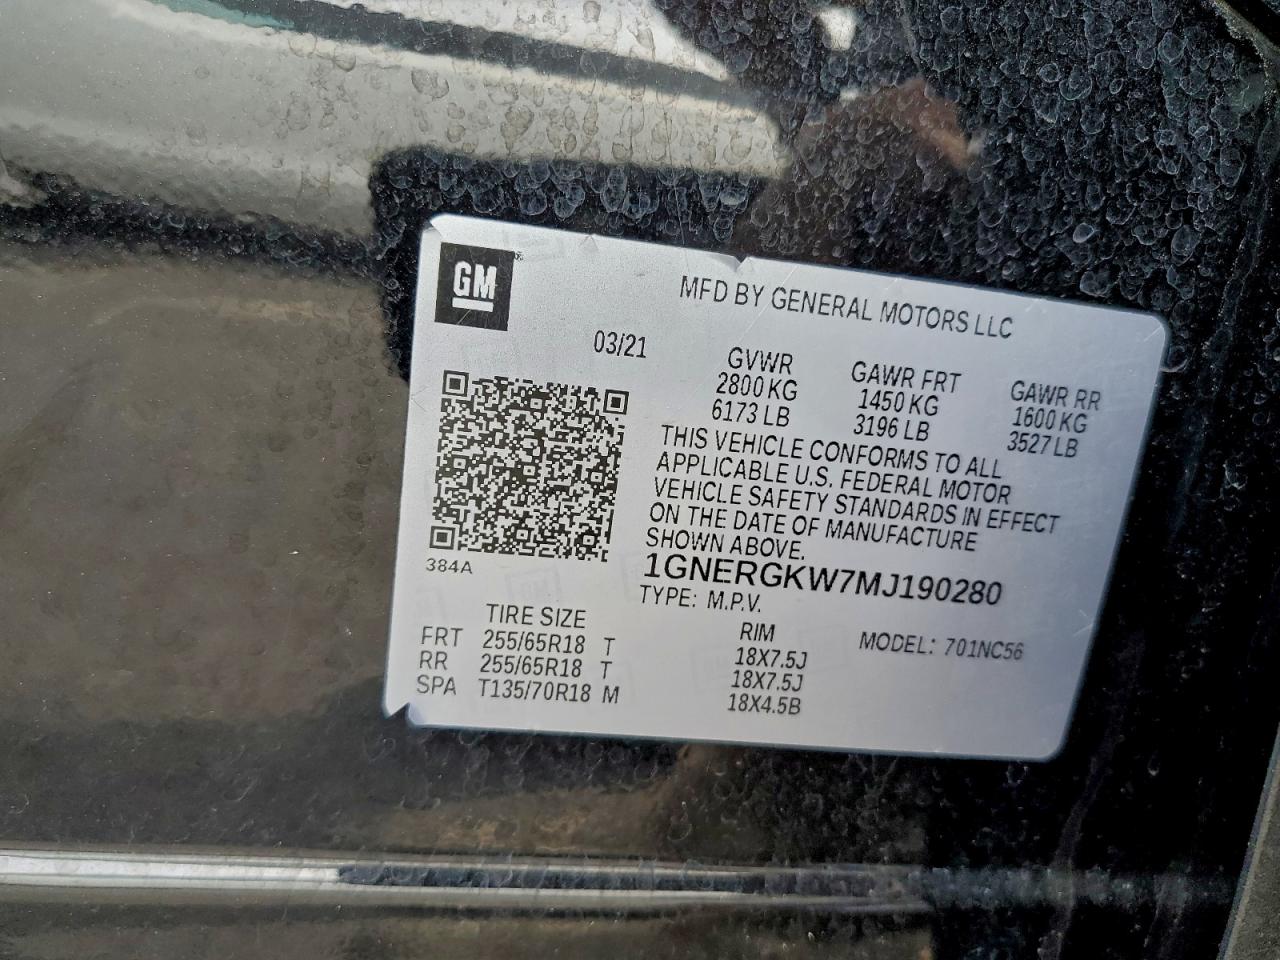 GM
MFD BY GENERAL MOTORS LLC
03/21
GVWR GAWR FRT GAWR RR
2800 KG 1450 KG 1600 KG
6173 LB 3196 LB 3527 LB
THIS VEHICLE CONFORMS TO ALL
APPLICABLE U.S. FEDERAL MOTOR
VEHICLE SAFETY STANDARDS IN EFFECT
ON THE DATE OF MANUFACTURE
SHOWN ABOVE.
384A
1GNERGKW7MJ190280
TYPE: M.P.V.
MODEL: 701NC56
TIRE SIZE RIM
FRT 255/65R18 T 18X7.5J
RR 255/65R18 T 18X7.5J
SPA T135/70R18 M 18X4.5B